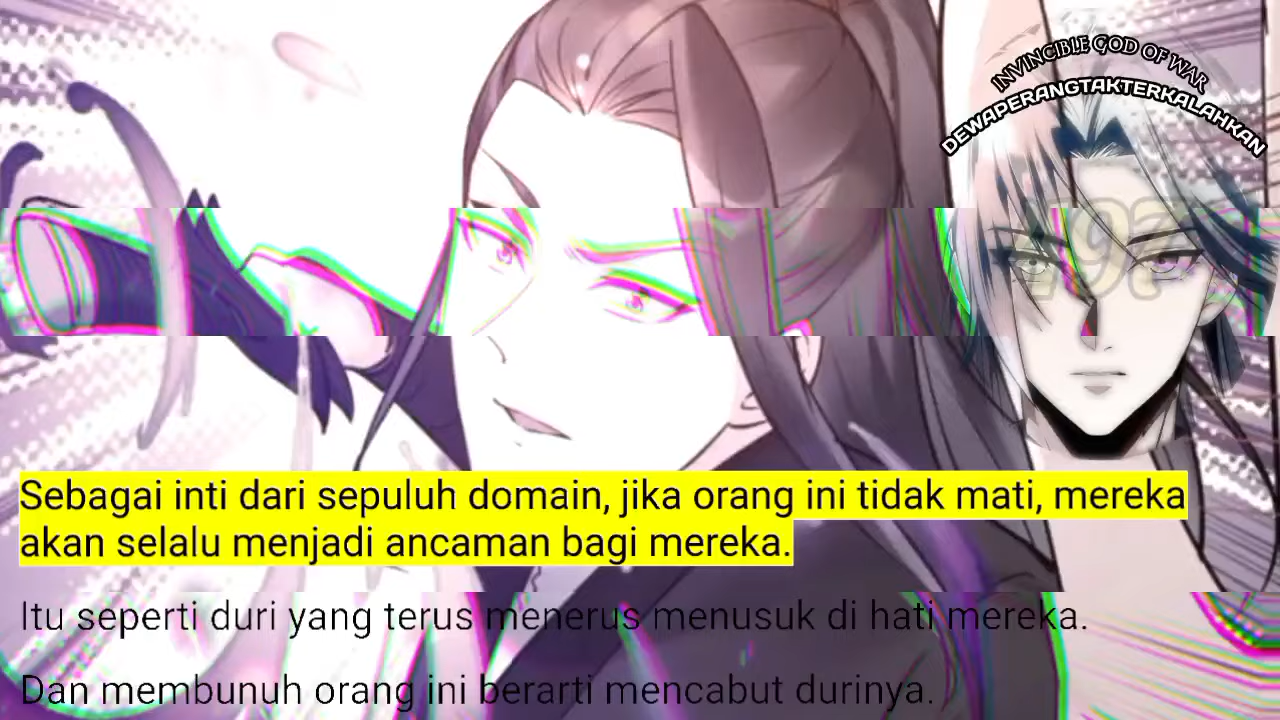 INVINCIBLE GOD OF WAR
DEWAPERANGTAKTERKALAHKAN
Sebagai inti dari sepuluh domain, jika orang ini tidak mati, mereka
akan selalu menjadi ancaman bagi mereka.
Itu seperti duri yang terus menerus menusuk di hati mereka.
Dan membunuh orang ini berarti mencabut durinya.